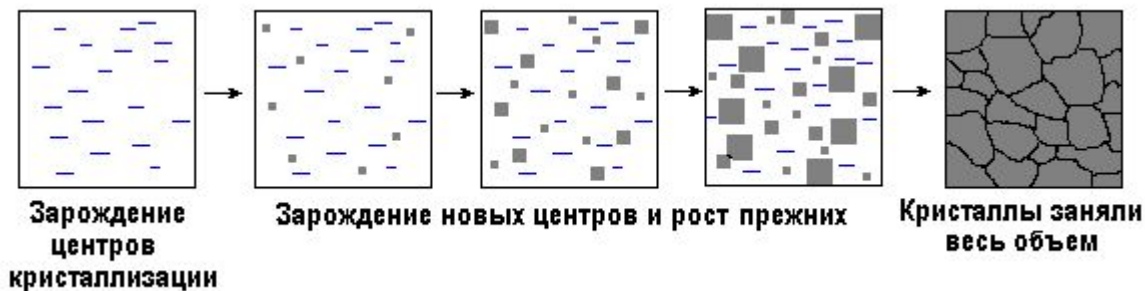 Зарождение
центров
кристаллизации
Зарождение новых центров и рост прежних
Кристаллы заняли
весь объем